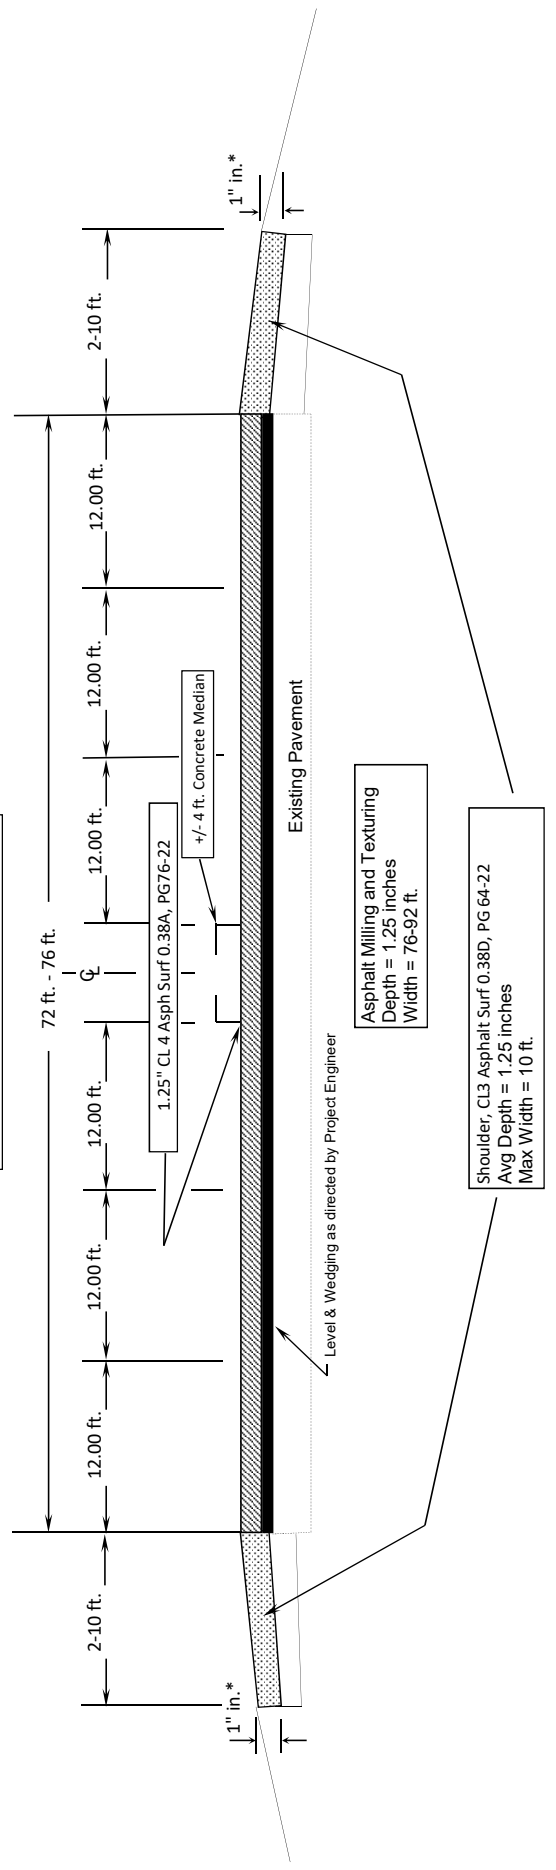 72 ft. - 76 ft.
2-10 ft.
12.00 ft.
12.00 ft.
12.00 ft.
CL
12.00 ft.
12.00 ft.
12.00 ft.
2-10 ft.
1.25" CL 4 Asph Surf 0.38A, PG76-22
+/- 4 ft. Concrete Median
1" in.*
1" in.*
Existing Pavement
Level & Wedging as directed by Project Engineer
Asphalt Milling and Texturing
Depth = 1.25 inches
Width = 76-92 ft.
Shoulder, CL3 Asphalt Surf 0.38D, PG 64-22
Avg Depth = 1.25 inches
Max Width = 10 ft.